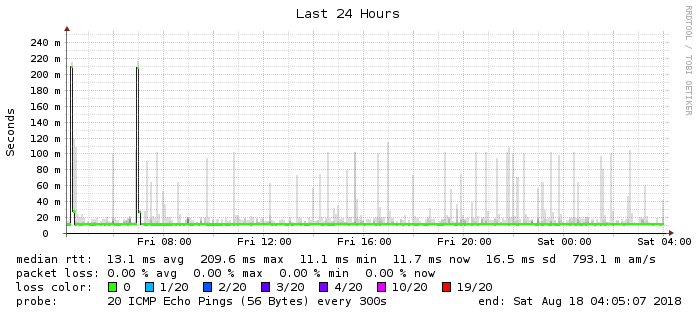 Last 24 Hours
RRDTOOL / TOBI OETIKER
Seconds
240 m
220 m
200 m
180 m
160 m
140 m
120 m
100 m
80 m
60 m
40 m
20 m
0
Fri 08:00 Fri 12:00 Fri 16:00 Fri 20:00 Sat 00:00 Sat 04:00
median rtt: 13.1 ms avg 209.6 ms max 11.1 ms min 11.7 ms now 16.5 ms sd 793.1 m am/s
packet loss: 0.00 % avg 0.00 % max 0.00 % min 0.00 % now
loss color: 0 1/20 2/20 3/20 4/20 10/20 19/20
probe: 20 ICMP Echo Pings (56 Bytes) every 300s end: Sat Aug 18 04:05:07 2018